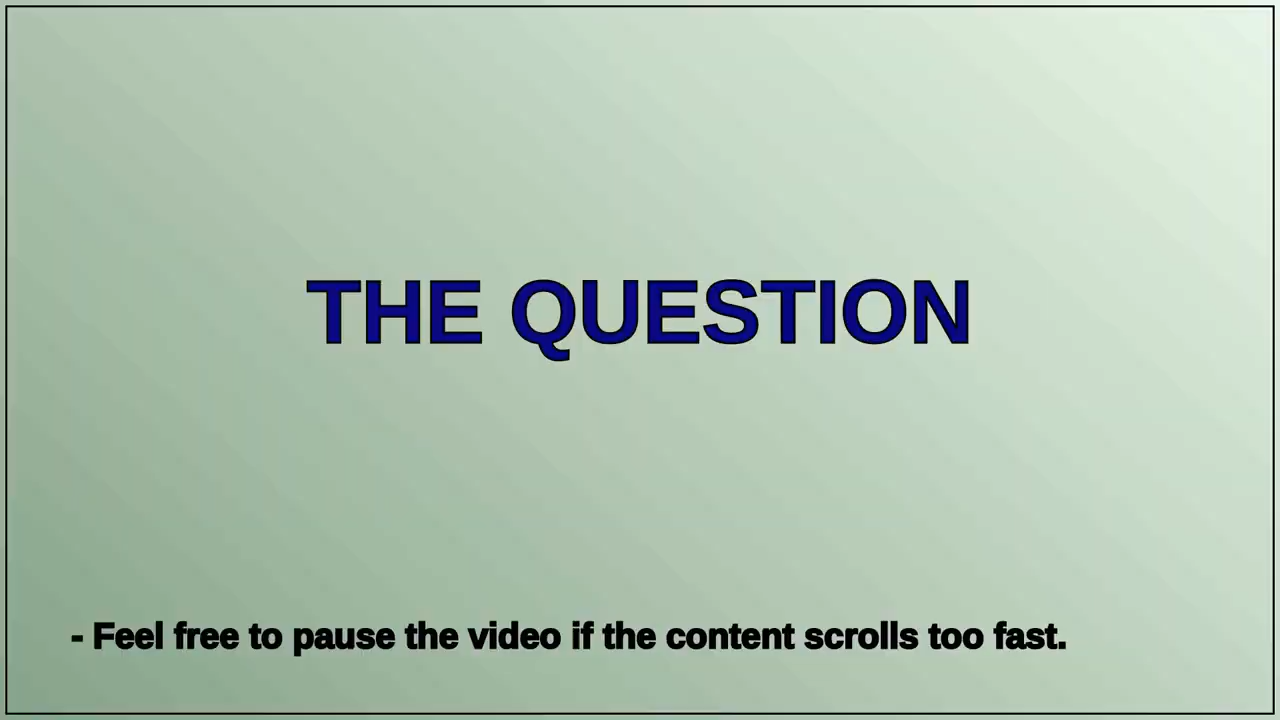 THE QUESTION
- Feel free to pause the video if the content scrolls too fast.